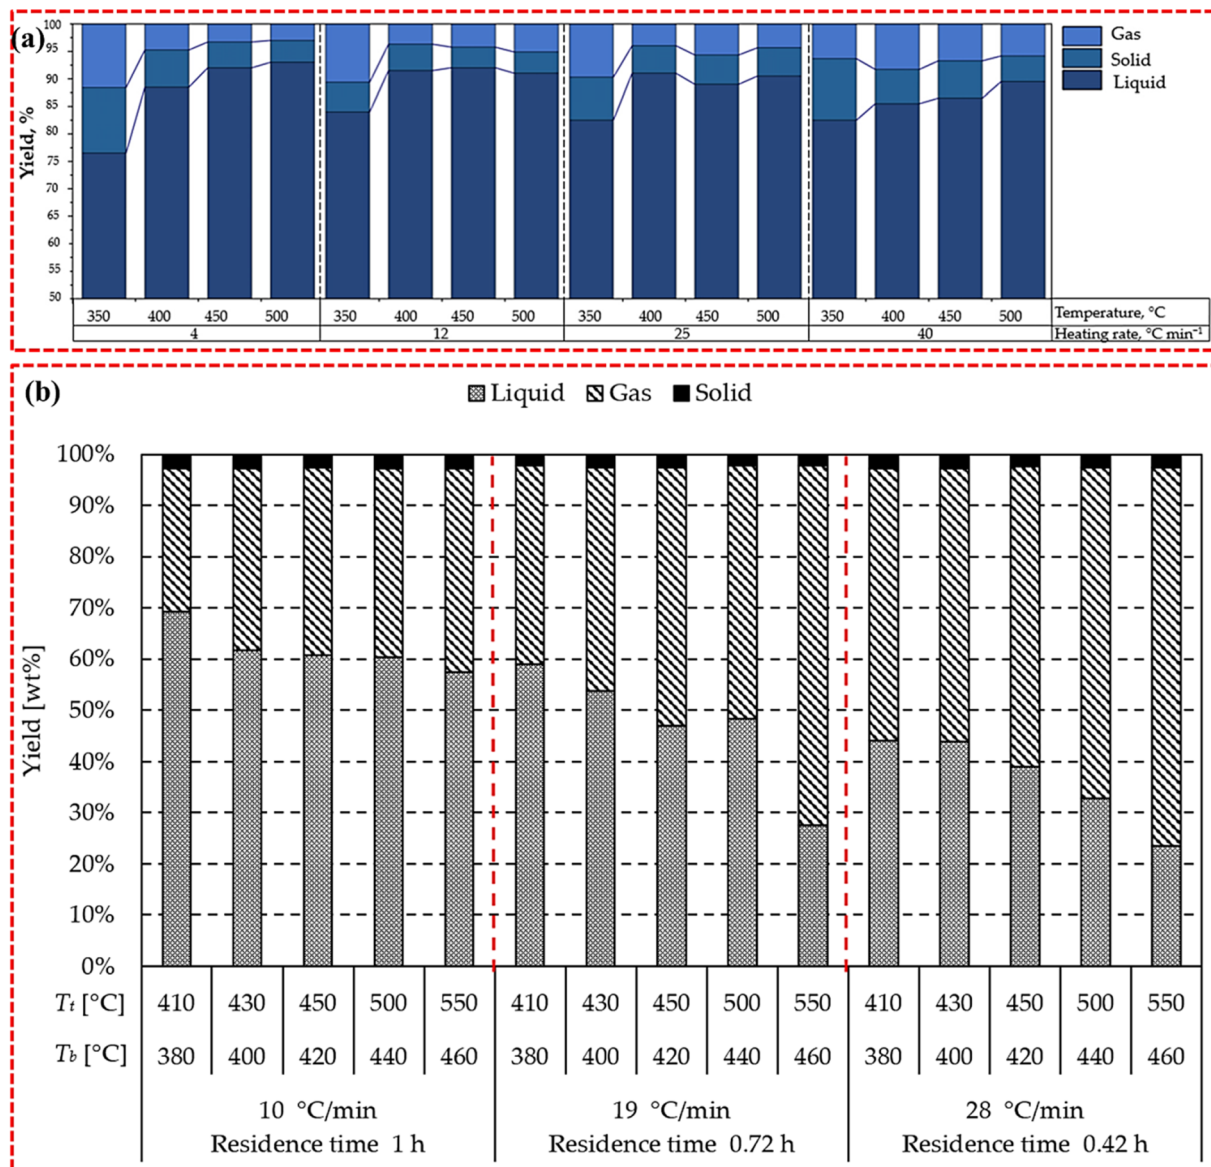 (a)
Yield, %
100
95
90
85
80
75
70
65
60
55
50
Gas
Solid
Liquid
350 400 450 500 350 400 450 500 350 400 450 500 350 400 450 500 Temperature, °C
4 12 25 40 Heating rate, °C min⁻¹
(b)
Liquid Gas Solid
Yield [wt%]
100%
90%
80%
70%
60%
50%
40%
30%
20%
10%
0%
Tt [°C] 410 430 450 500 550 410 430 450 500 550 410 430 450 500 550
Tb [°C] 380 400 420 440 460 380 400 420 440 460 380 400 420 440 460
10 °C/min 19 °C/min 28 °C/min
Residence time 1 h Residence time 0.72 h Residence time 0.42 h